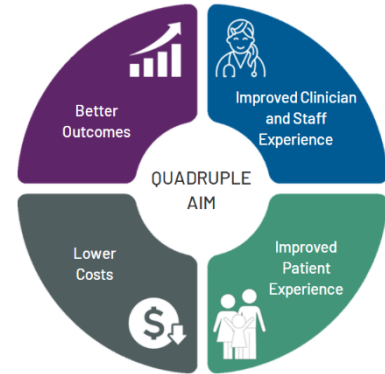 Better
Outcomes
Improved Clinician
and Staff
Experience
QUADRUPLE
AIM
Lower
Costs
$
Improved
Patient
Experience